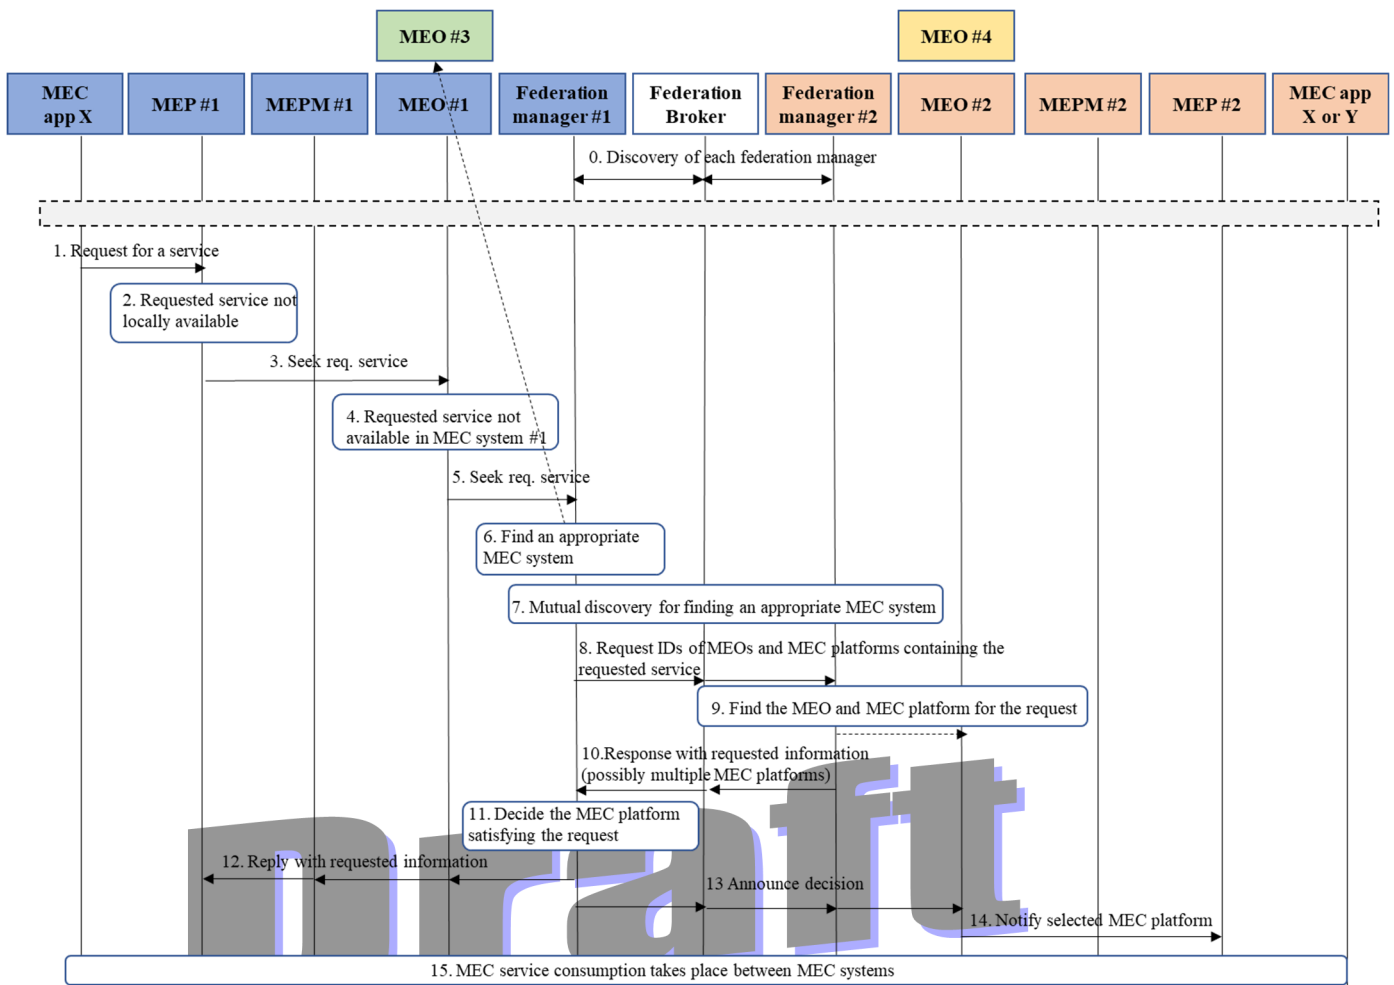 MEO #3
MEO #4
MEC
app X
MEP #1
MEPM #1
MEO #1
Federation
manager #1
Federation
Broker
Federation
manager #2
MEO #2
MEPM #2
MEP #2
MEC app
X or Y
0. Discovery of each federation manager
1. Request for a service
2. Requested service not
locally available
3. Seek req. service
4. Requested service not
available in MEC system #1
5. Seek req. service
6. Find an appropriate
MEC system
7. Mutual discovery for finding an appropriate MEC system
8. Request IDs of MEOs and MEC platforms containing the
requested service
9. Find the MEO and MEC platform for the request
10.Response with requested information
(possibly multiple MEC platforms)
11. Decide the MEC platform
satisfying the request
12. Reply with requested information
13 Announce decision
14. Notify selected MEC platform
15. MEC service consumption takes place between MEC systems
Draft